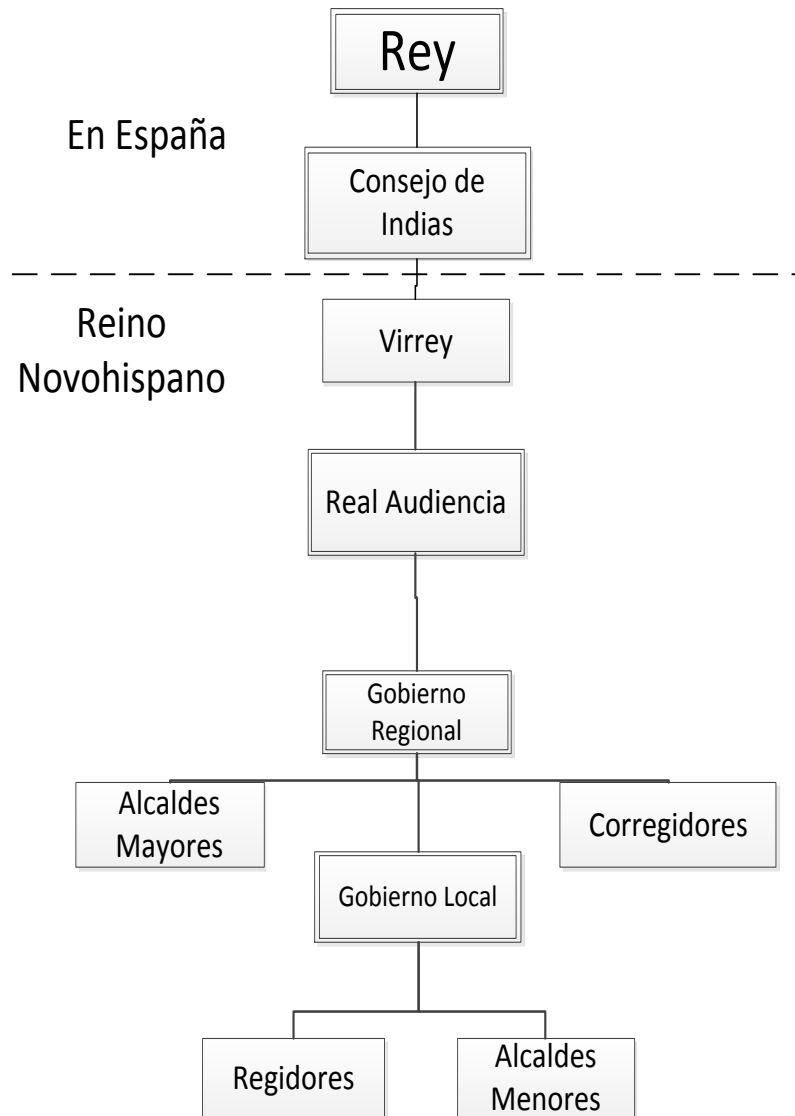 Rey
En España
Consejo de
Indias
Reino
Novohispano
Virrey
Real Audiencia
Gobierno
Regional
Alcaldes
Mayores
Corregidores
Gobierno Local
Regidores
Alcaldes
Menores